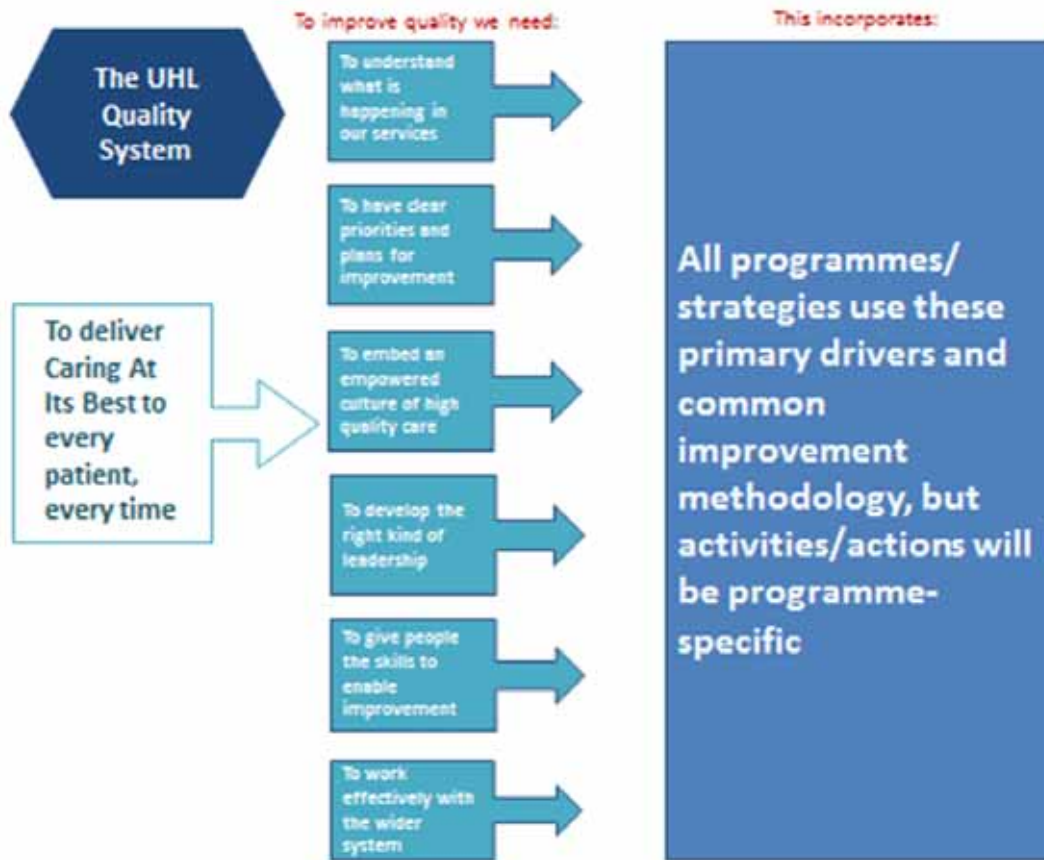 To improve quality we need:
This incorporates:
The UHL
Quality
System
To deliver
Caring At
Its Best to
every
patient,
every time
To understand
what is
happening in
our services
To have clear
priorities and
plans for
improvement
To embed an
empowered
culture of high
quality care
To develop the
right kind of
leadership
To give people
the skills to
enable
improvement
To work
effectively with
the wider
system
All programmes/
strategies use these
primary drivers and
common
improvement
methodology, but
activities/actions will
be programme-
specific